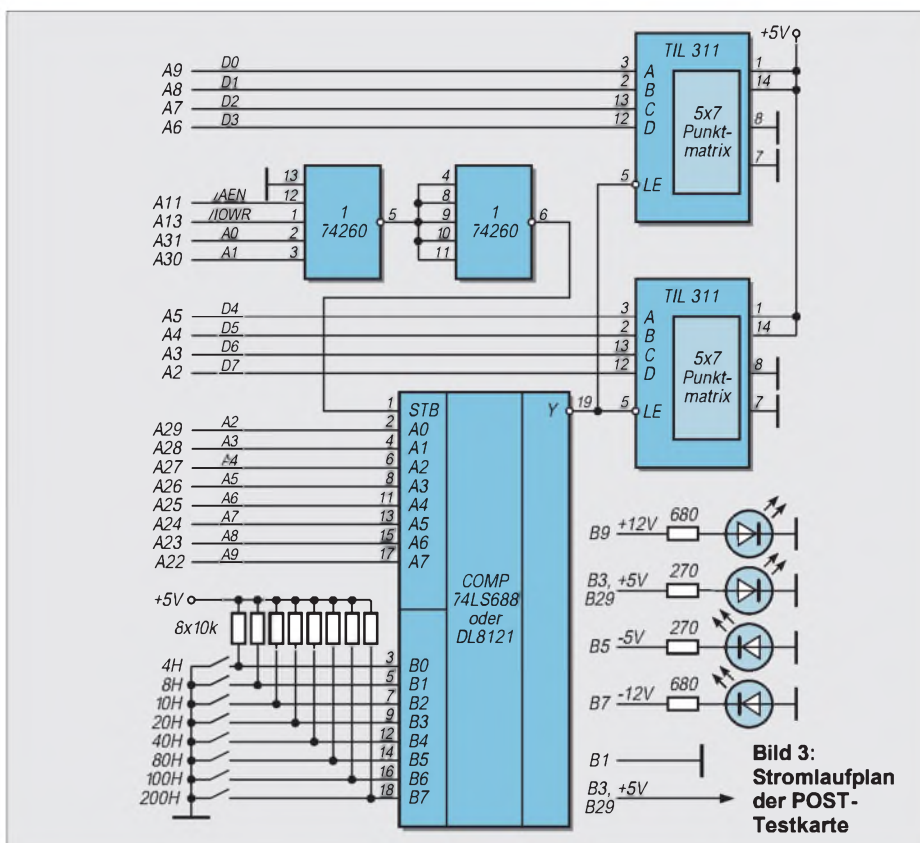 +5V
TIL 311
A9 D0 3 A 1
A8 D1 2 B 14
A7 D2 13 C
A6 D3 12 D 8
5x7
Punkt-
matrix
7
5 LE
13
A11 /AEN 12
A13 /IOWR 1
A31 A0 2
A30 A1 3
1
74260
5
4
8
9
10
11
1
74260
6
TIL 311
A5 D4 3 A 1
A4 D5 2 B 14
A3 D6 13 C
A2 D7 12 D 8
5x7
Punkt-
matrix
7
5 LE
1 STB Y 19
A29 A2 2 A0
A28 A3 4 A1
A27 A4 6 A2
A26 A5 8 A3
A25 A6 11 A4
A24 A7 13 A5
A23 A8 15 A6
A22 A9 17 A7
COMP
74LS688
oder
DL8121
+5V
8x10k
4H 3 B0
8H 5 B1
10H 7 B2
20H 9 B3
40H 12 B4
80H 14 B5
100H 16 B6
200H 18 B7
B9 +12V 680
B3, +5V 270
B29
B5 -5V 270
B7 -12V 680
B1
B3, +5V
B29
Bild 3:
Stromlaufplan
der POST-
Testkarte